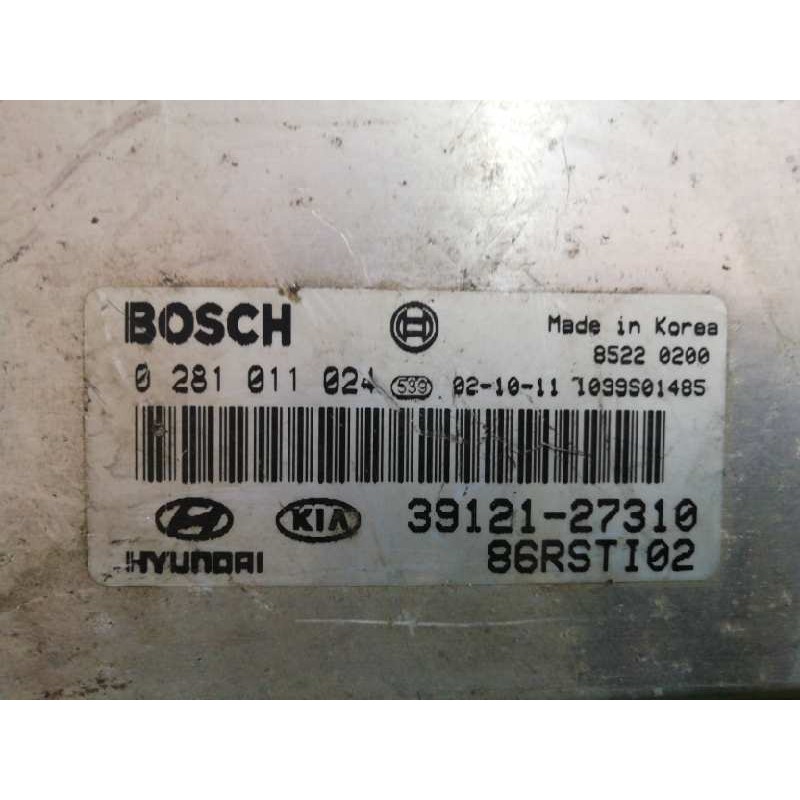 BOSCH
Made in Korea
8522 0200
0 281 011 024 539 02-10-11 1039S01485
KIA 39121-27310
HYUNDAI 86RSTI02